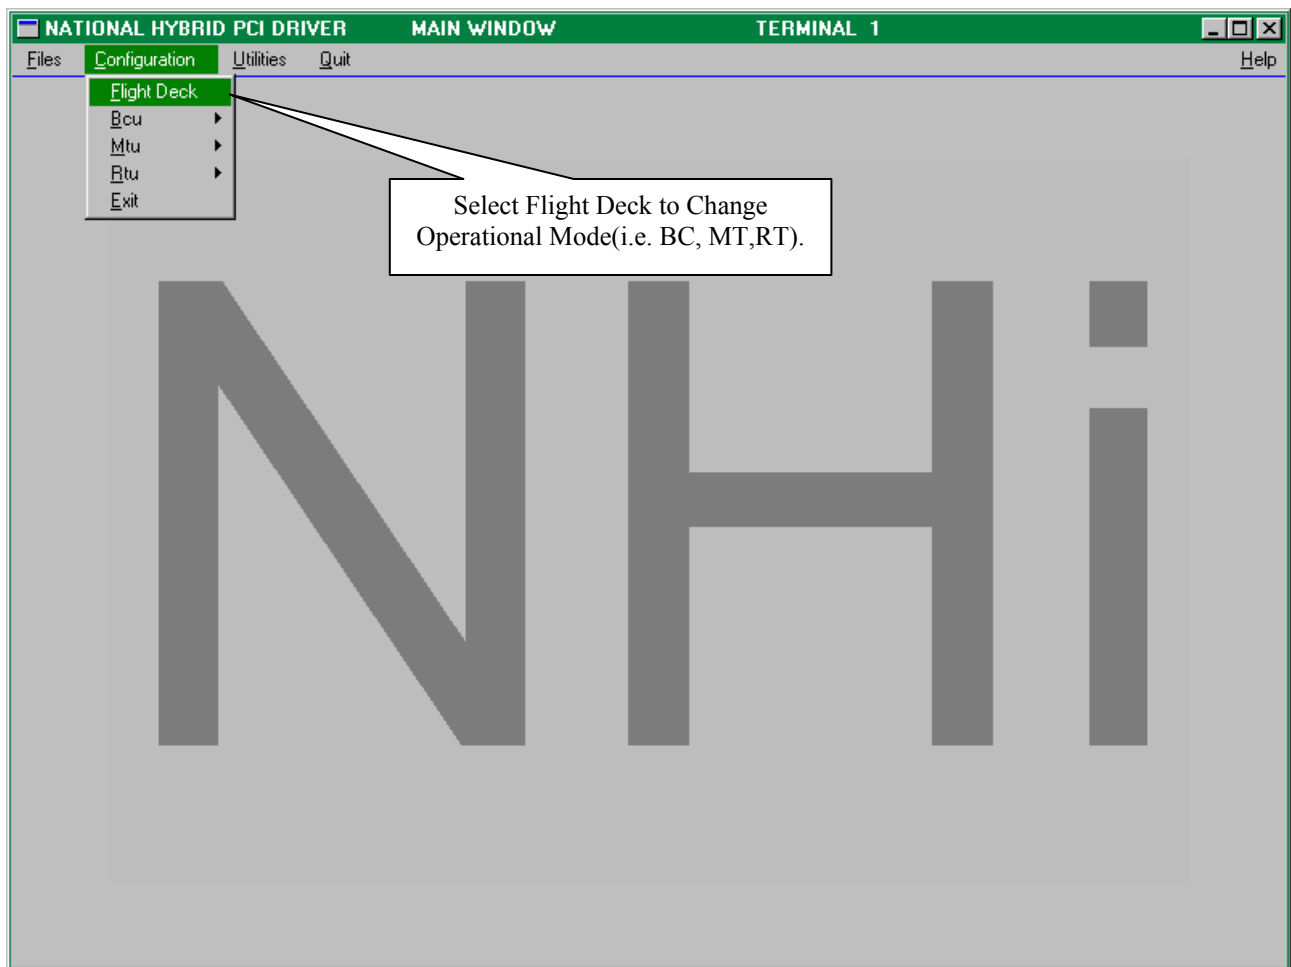 NATIONAL HYBRID PCI DRIVER MAIN WINDOW TERMINAL 1
Files Configuration Utilities Quit Help
Flight Deck
Bcu
Mtu
Rtu
Exit
Select Flight Deck to Change
Operational Mode(i.e. BC, MT,RT).
NHi